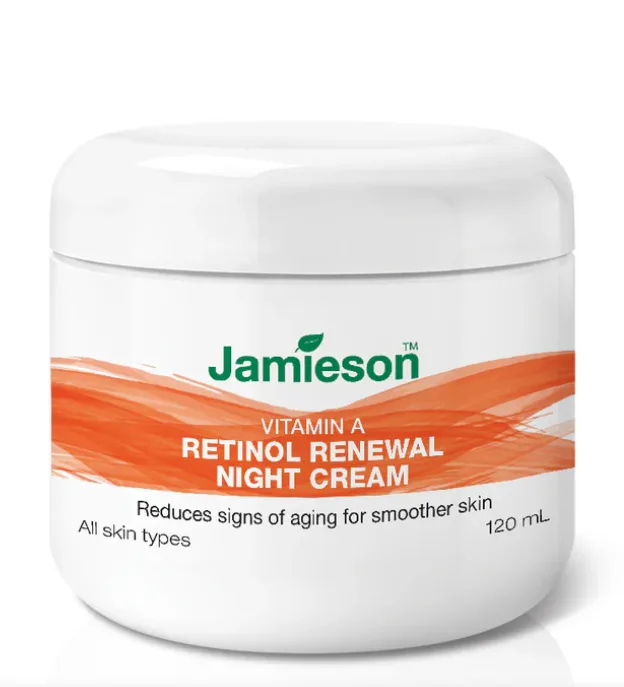 Jamieson™
VITAMIN A
RETINOL RENEWAL
NIGHT CREAM
Reduces signs of aging for smoother skin
All skin types
120 mL